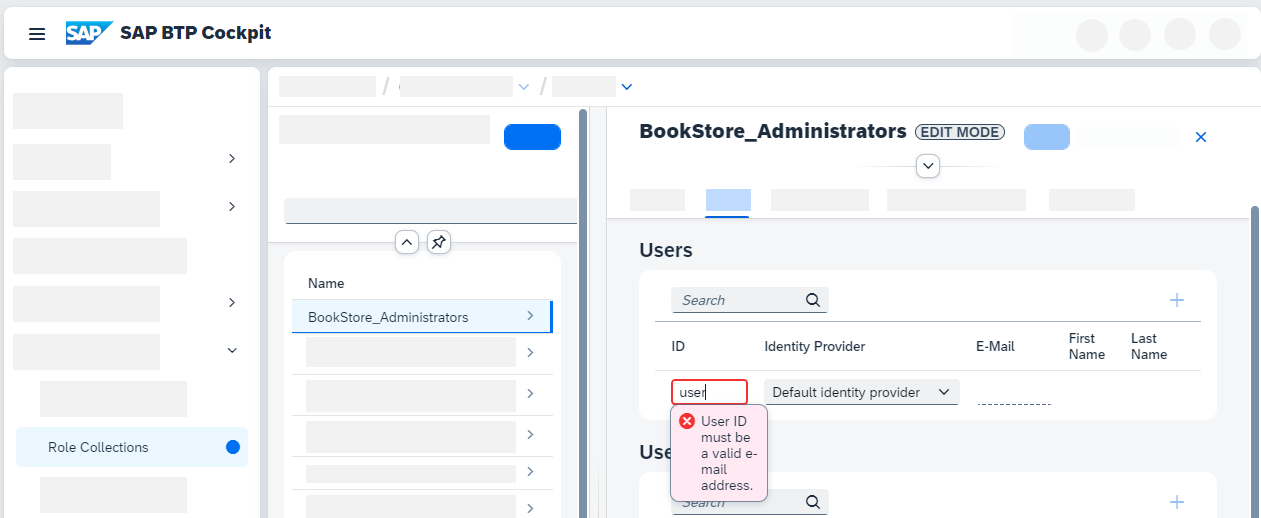 SAP SAP BTP Cockpit
BookStore_Administrators EDIT MODE
Users
Name
BookStore_Administrators
Search
ID Identity Provider E-Mail First Name Last Name
user Default identity provider
User ID
must be
a valid e-
mail
address.
Role Collections
Use
Search